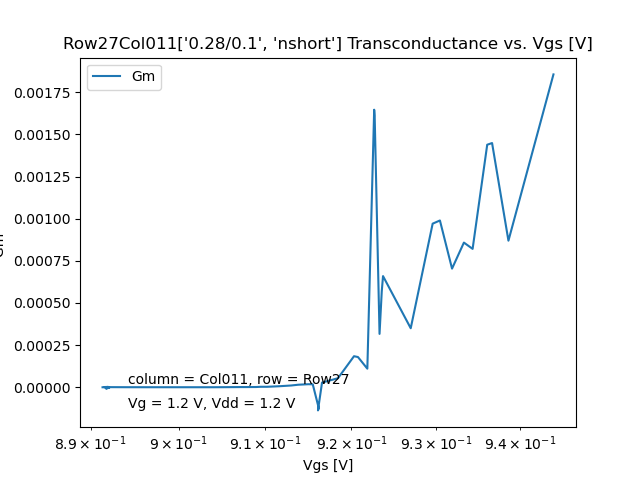 Row27Col011['0.28/0.1', 'nshort'] Transconductance vs. Vgs [V]
Gm
0.00175
0.00150
0.00125
0.00100
0.00075
0.00050
0.00025
0.00000
Gm
column = Col011, row = Row27
Vg = 1.2 V, Vdd = 1.2 V
8.9 × 10⁻¹ 9 × 10⁻¹ 9.1 × 10⁻¹ 9.2 × 10⁻¹ 9.3 × 10⁻¹ 9.4 × 10⁻¹
Vgs [V]